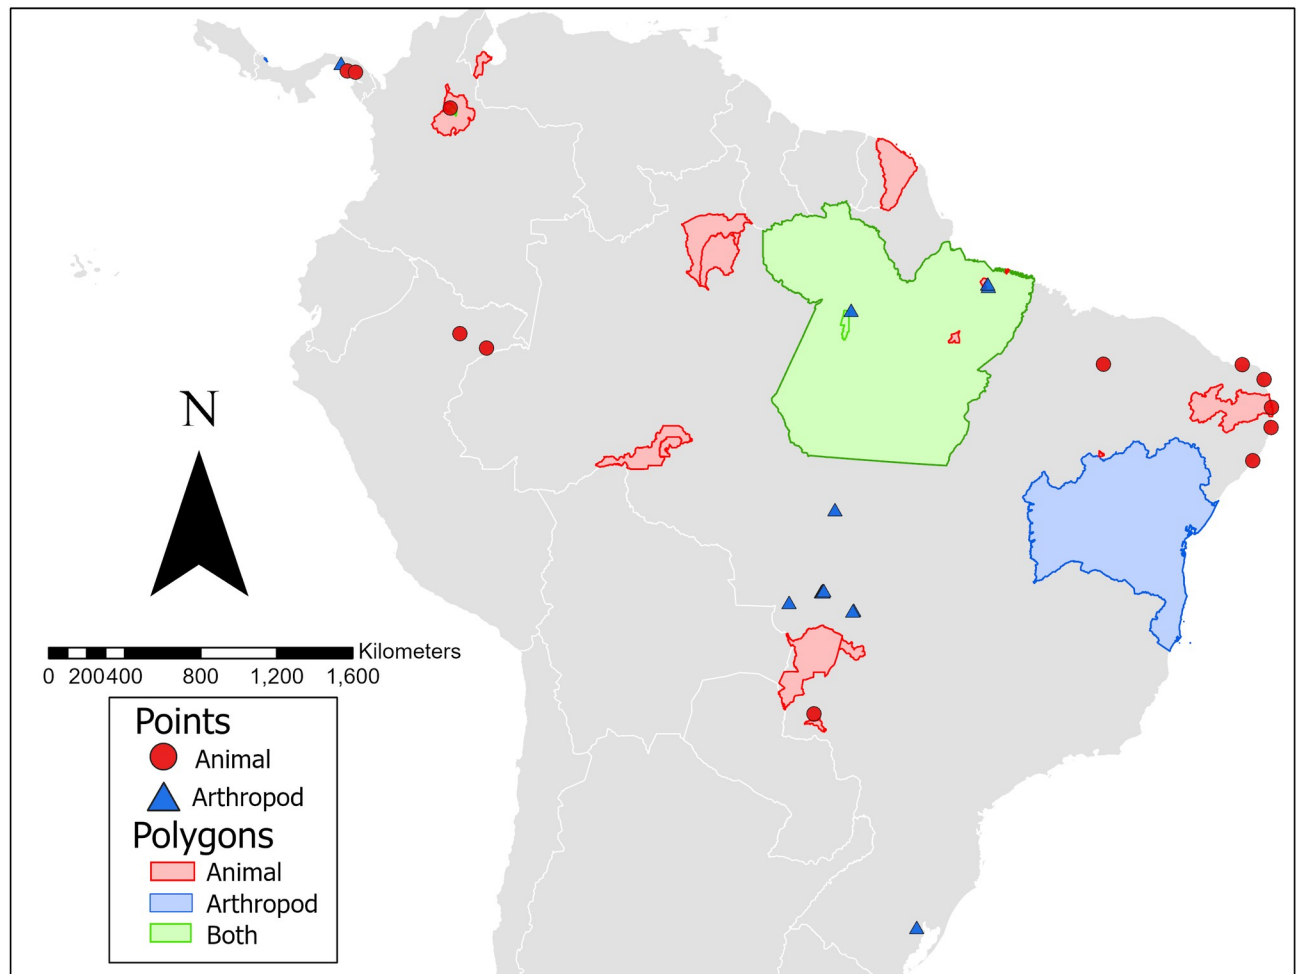 N
Kilometers
0 200400 800 1,200 1,600
Points
Animal
Arthropod
Polygons
Animal
Arthropod
Both